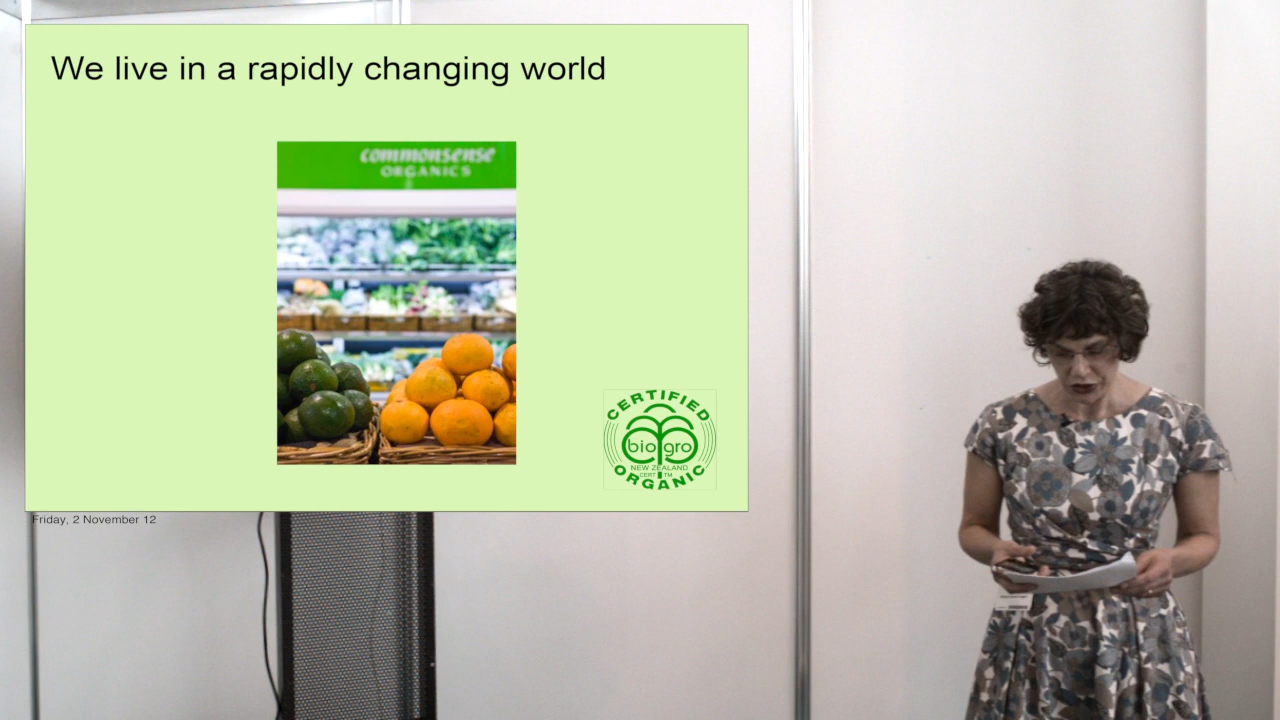 We live in a rapidly changing world
commonsense
ORGANICS
CERTIFIED
bio gro
NEW ZEALAND
CERT TM
ORGANIC
Friday, 2 November 12